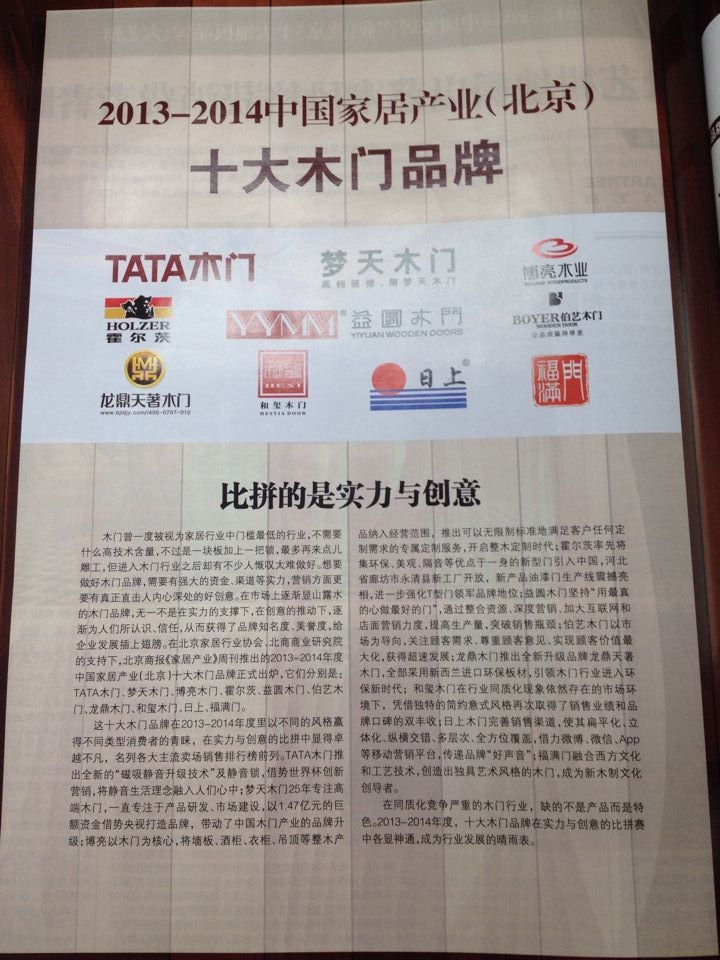 2013-2014中国家居产业(北京)
十大木门品牌
TATA木门
梦天木门
高档装修,用梦天木门
博亮木业
BOLIANG WOODPRODUCTS
HOLZER
霍尔茨
YYMM®益圆木門
YIYUAN WOODEN DOORS
BOYER伯艺木门
WOODEN DOOR
让品质赢得尊重
龙鼎天著木门
www.tjldjy.com/400-0707-010
和玺
HEXI
和玺木门
HESTIA DOOR
日上®
福满門
比拼的是实力与创意
木门曾一度被视为家居行业中门槛最低的行业,不需要
什么高技术含量,不过是一块板加上一把锁,最多再来点儿
雕工,但进入木门行业之后却有不少人慨叹太难做好。想要
做好木门品牌,需要有强大的资金、渠道等实力,营销方面更
要有真正直击人内心深处的好创意。在市场上逐渐显山露水
的木门品牌,无一不是在实力的支撑下,在创意的推动下,逐
渐为人们所认识、信任,从而获得了品牌知名度、美誉度,给
企业发展插上翅膀。在北京家居行业协会、北商商业研究院
的支持下,北京商报《家居产业》周刊推出的2013-2014年度
中国家居产业(北京)十大木门品牌正式出炉,它们分别是:
TATA木门、梦天木门、博亮木门、霍尔茨、益圆木门、伯艺木
门、龙鼎木门、和玺木门、日上、福满门。
这十大木门品牌在2013-2014年度里以不同的风格赢
得不同类型消费者的青睐，在实力与创意的比拼中显得卓
越不凡，名列各大主流卖场销售排行榜前列。TATA木门推
出全新的“磁吸静音升级技术”及静音锁,借势世界杯创新
营销,将静音生活理念融入人们心中;梦天木门25年专注高
端木门,一直专注于产品研发、市场建设,以1.47亿元的巨
额资金借势央视打造品牌，带动了中国木门产业的品牌升
级;博亮以木门为核心,将墙板、酒柜、衣柜、吊顶等整木产
品纳入经营范围，推出可以无限制标准地满足客户任何定
制需求的专属定制服务,开启整木定制时代;霍尔茨率先将
集环保、美观、隔音等优点于一身的新型门引入中国,河北
省廊坊市永清县新工厂开放，新产品油漆门生产线震撼亮
相,进一步强化T型门领军品牌地位;益圆木门坚持“用最真
的心做最好的门”,通过整合资源、深度营销、加大互联网和
店面营销力度,提高生产量,突破销售瓶颈;伯艺木门以市
场为导向,关注顾客需求、尊重顾客意见、实现顾客价值最
大化,获得超速发展;龙鼎木门推出全新升级品牌龙鼎天著
木门,全部采用新西兰进口环保板材,引领木门行业进入环
保新时代;和玺木门在行业同质化现象依然存在的市场环
境下，凭借独特的简约意式风格再次取得了销售业绩和品
牌口碑的双丰收;日上木门完善销售渠道,使其扁平化、立
体化、纵横交错、多层次、全方位覆盖,借力微博、微信、App
等移动营销平台,传递品牌“好声音”;福满门融合西方文化
和工艺技术,创造出独具艺术风格的木门,成为新木制文化
创导者。
在同质化竞争严重的木门行业，缺的不是产品而是特
色。2013-2014年度，十大木门品牌在实力与创意的比拼赛
中各显神通,成为行业发展的晴雨表。